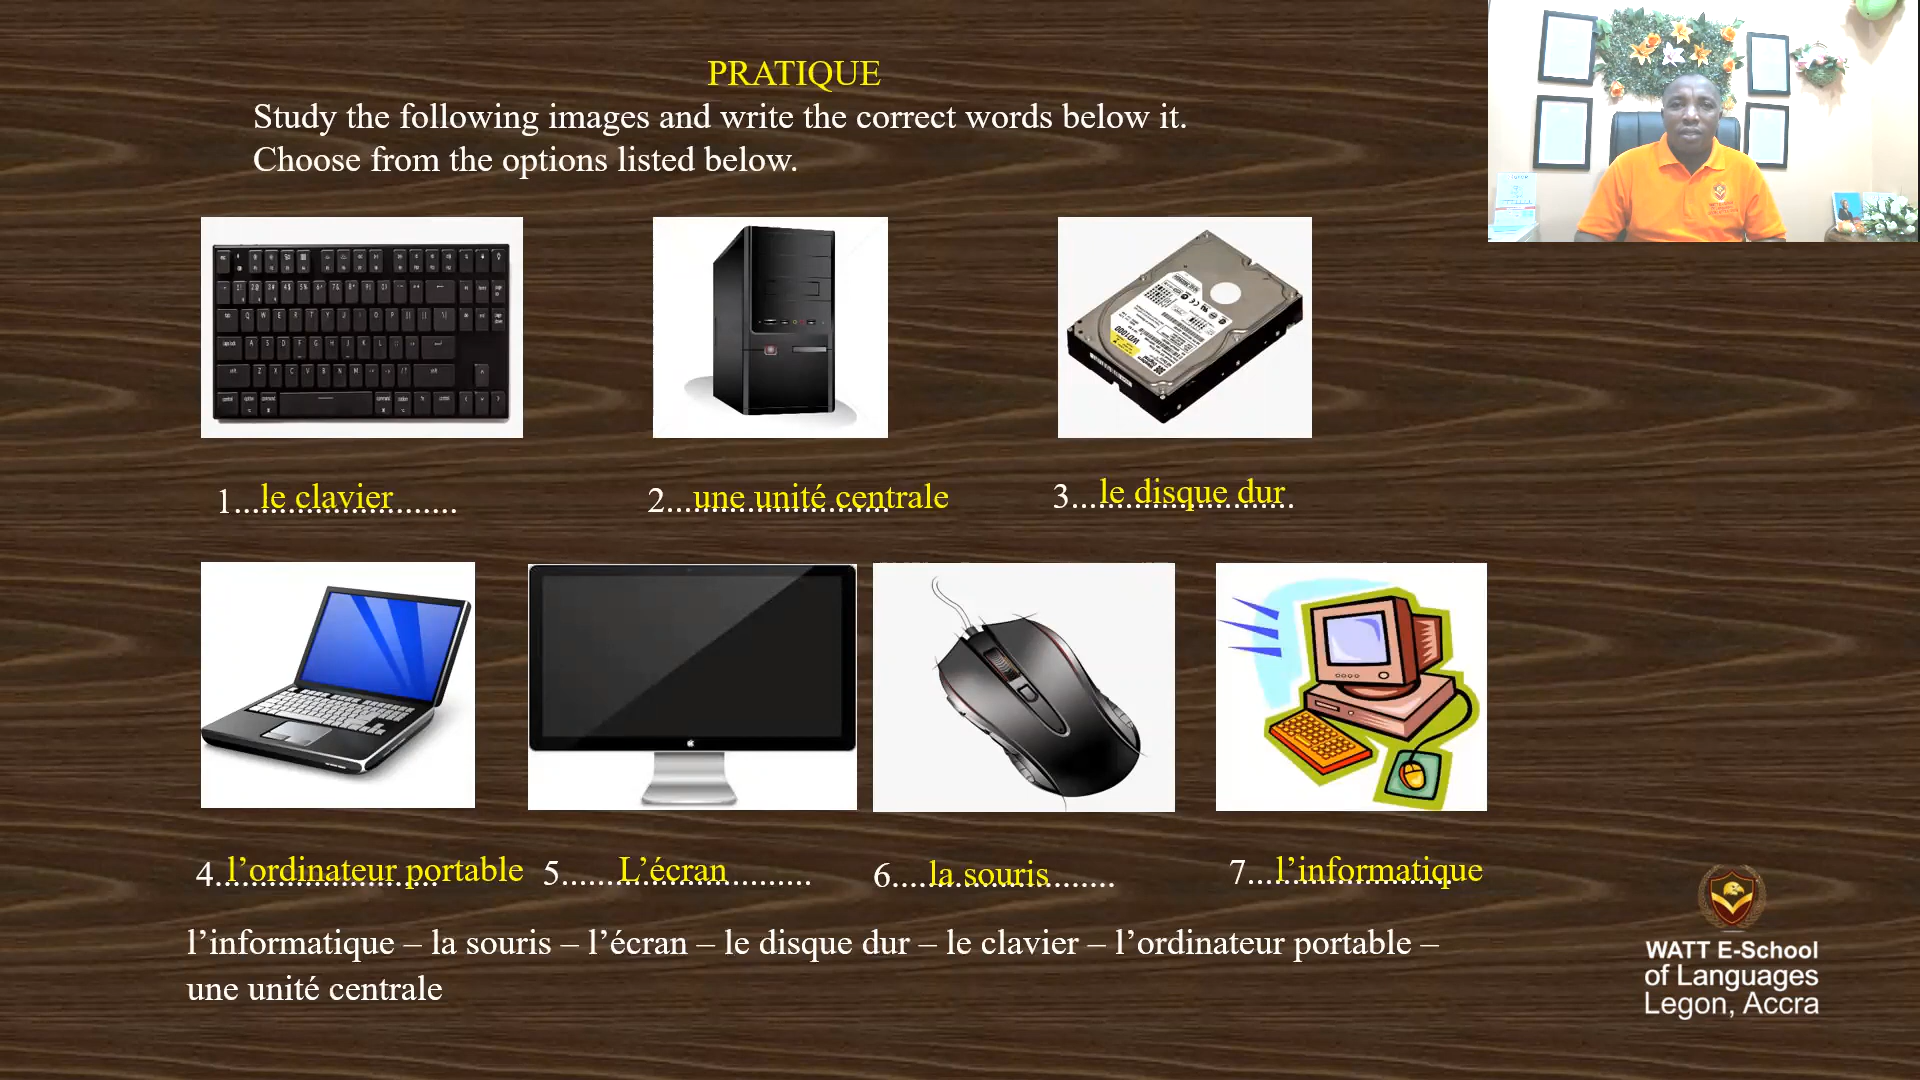 PRATIQUE
Study the following images and write the correct words below it.
Choose from the options listed below.
1...le clavier.......................
2...une unité centrale
3...le disque dur.
WD1000
4.l’ordinateur portable
5......L’écran............................
6....la souris.......................
7....l’informatique
l’informatique – la souris – l’écran – le disque dur – le clavier – l’ordinateur portable –
une unité centrale
WATT E-School
of Languages
Legon, Accra